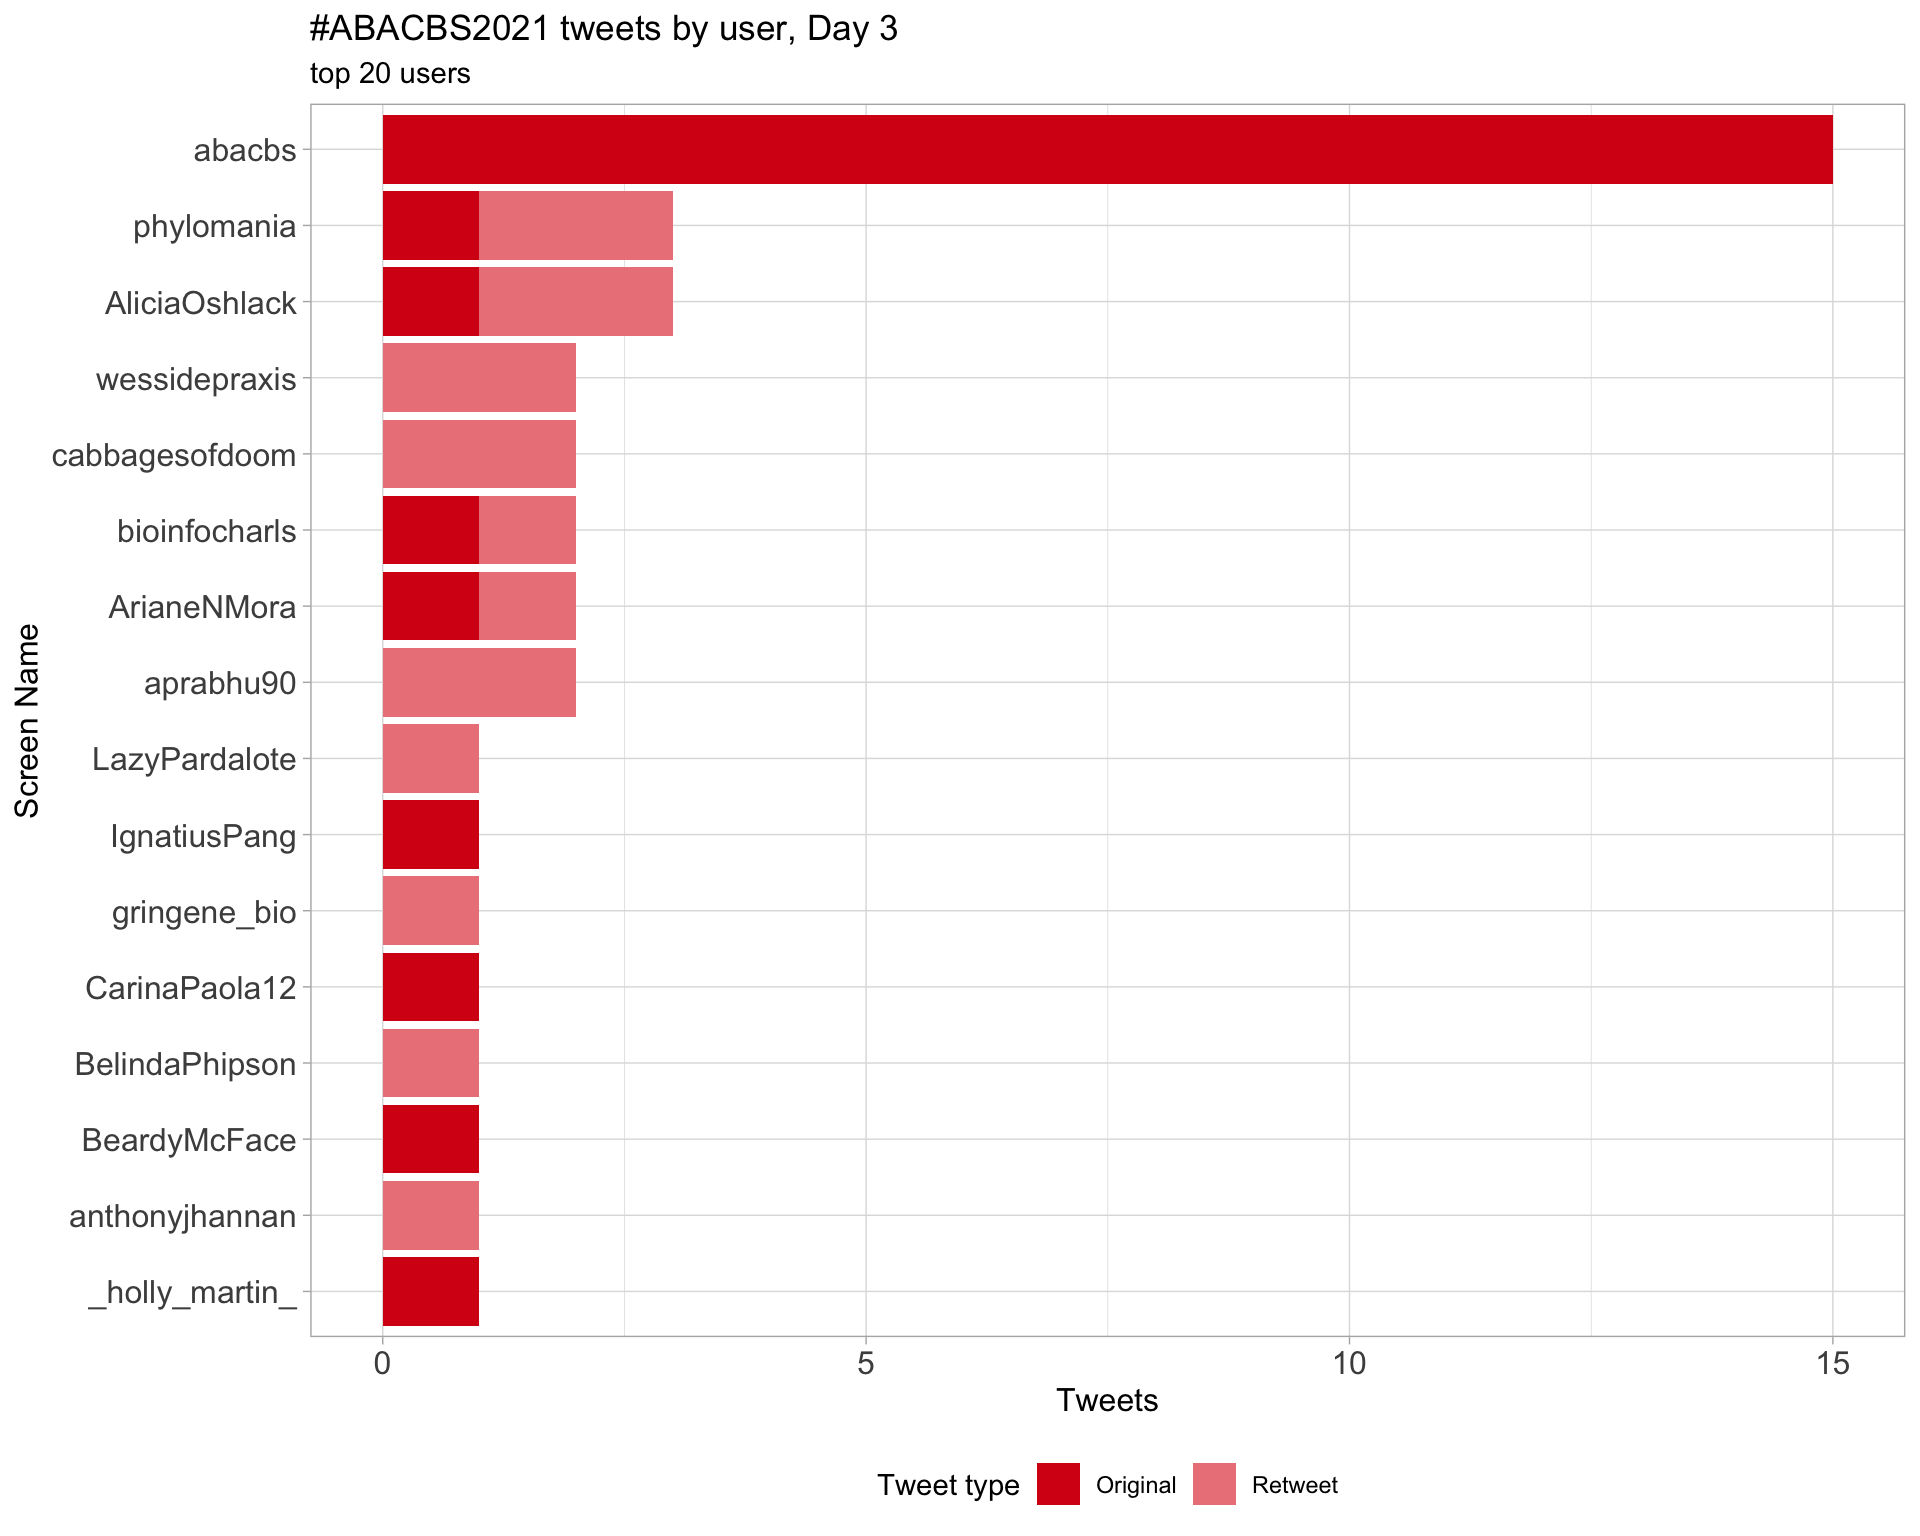 #ABACBS2021 tweets by user, Day 3
top 20 users
Screen Name
abacbs
phylomania
AliciaOshlack
wessidepraxis
cabbagesofdoom
bioinfocharls
ArianeNMora
aprabhu90
LazyPardalote
IgnatiusPang
gringene_bio
CarinaPaola12
BelindaPhipson
BeardyMcFace
anthonyjhannan
_holly_martin_
0 5 10 15
Tweets
Tweet type Original Retweet